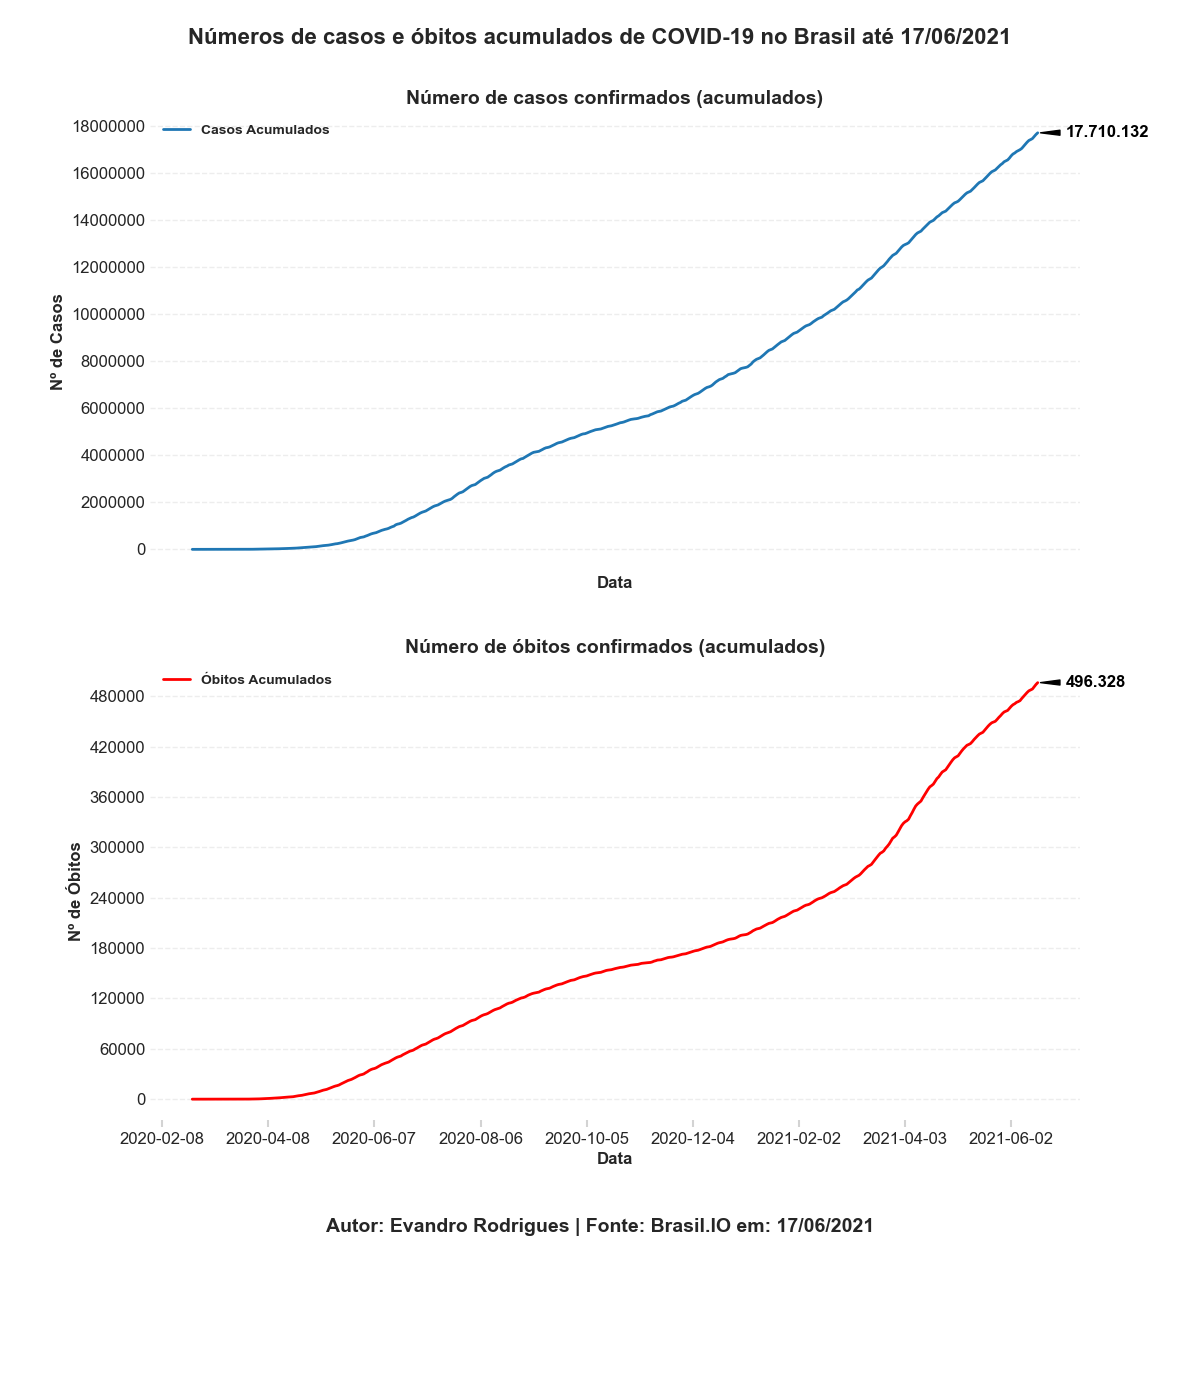 Números de casos e óbitos acumulados de COVID-19 no Brasil até 17/06/2021
Número de casos confirmados (acumulados)
Casos Acumulados
17.710.132
18000000
16000000
14000000
12000000
10000000
8000000
6000000
4000000
2000000
0
Nº de Casos
Data
Número de óbitos confirmados (acumulados)
Óbitos Acumulados
496.328
480000
420000
360000
300000
240000
180000
120000
60000
0
Nº de Óbitos
2020-02-08 2020-04-08 2020-06-07 2020-08-06 2020-10-05 2020-12-04 2021-02-02 2021-04-03 2021-06-02
Data
Autor: Evandro Rodrigues | Fonte: Brasil.IO em: 17/06/2021